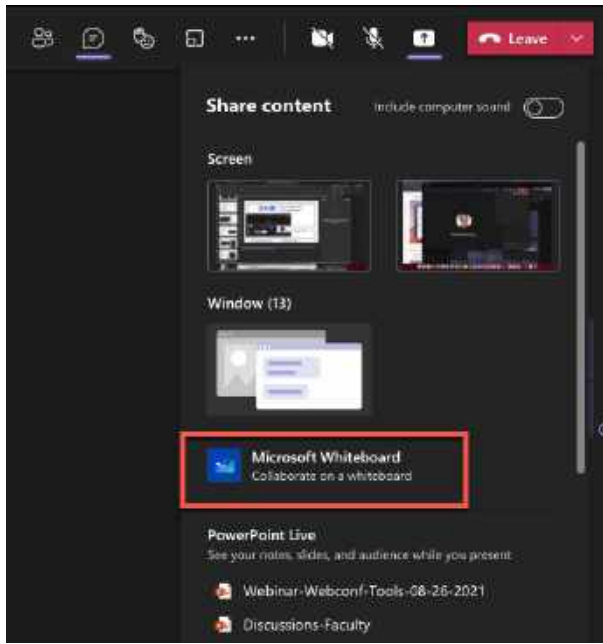 Leave
Share content
Include computer sound
Screen
Window (13)
Microsoft Whiteboard
Collaborate on a whiteboard
PowerPoint Live
See your notes, slides, and audience while you present
Webinar-Webconf-Tools-08-26-2021
Discussions-Faculty